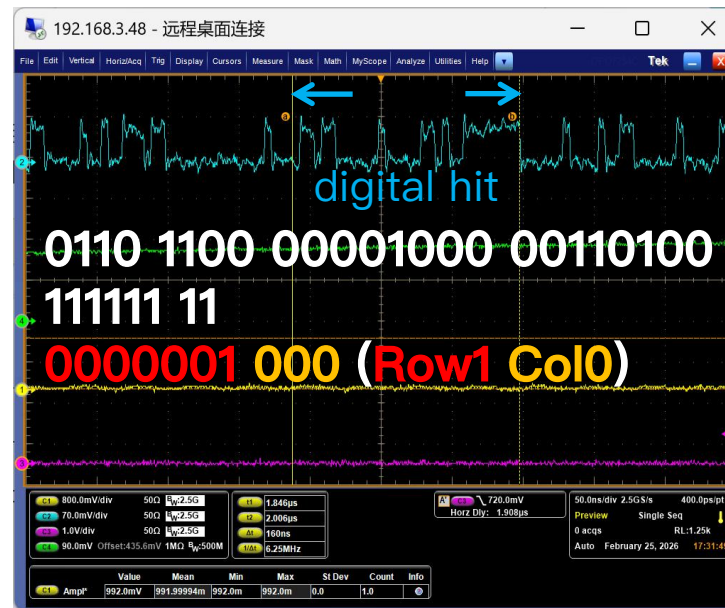 192.168.3.48 - 远程桌面连接
File Edit Vertical Horiz/Acq Trig Display Cursors Measure Mask Math MyScope Analyze Utilities Help Tek
a b
2
digital hit
0110 1100 00001000 00110100
111111 11
4
0000001 000 (Row1 Col0)
1
3
C1 800.0mV/div 50Ω BW:2.5G
C2 70.0mV/div 50Ω BW:2.5G
C3 1.0V/div 50Ω BW:2.5G
C4 90.0mV Offset:435.6mV 1MΩ BW:500M
t1 1.846µs
t2 2.006µs
Δt 160ns
1/Δt 6.25MHz
A' C3 720.0mV
Horz Dly: 1.908µs
50.0ns/div 2.5GS/s 400.0ps/pt
Preview Single Seq
0 acqs RL:1.25k
Auto February 25, 2026 17:31:49
Value Mean Min Max St Dev Count Info
C1 Ampl* 992.0mV 991.99994m 992.0m 992.0m 0.0 1.0